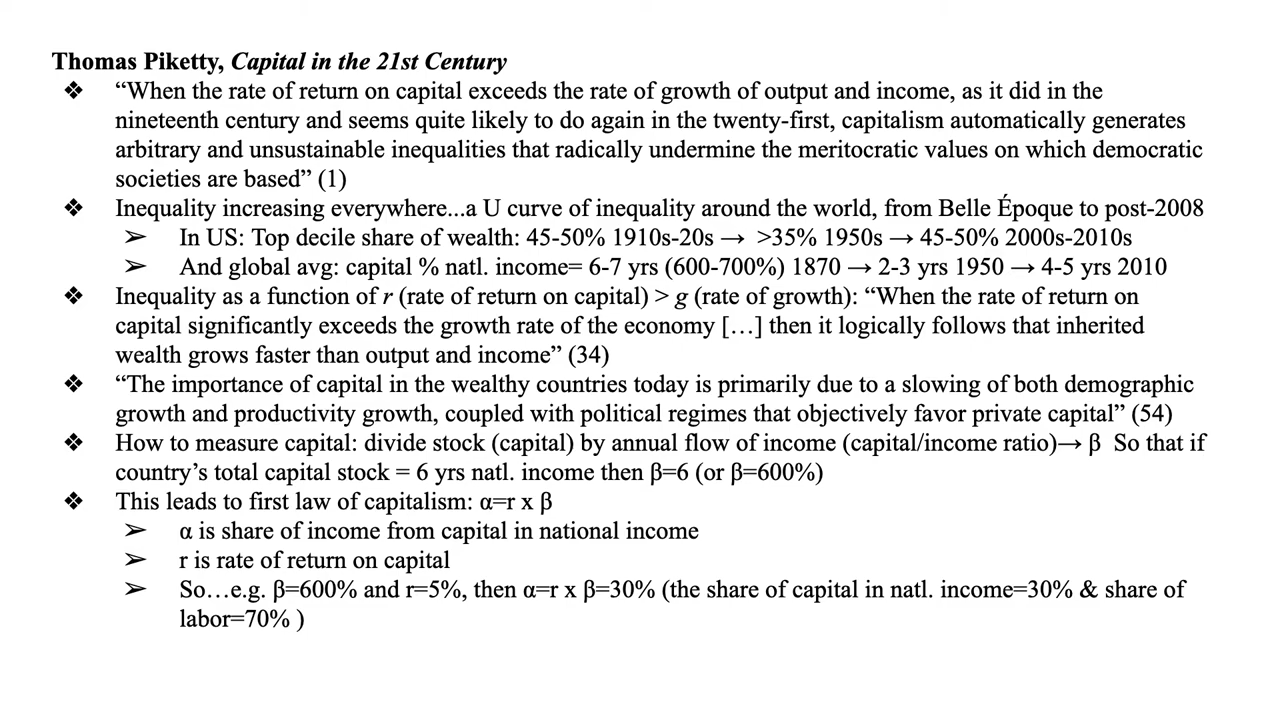 Thomas Piketty, Capital in the 21st Century
❖ “When the rate of return on capital exceeds the rate of growth of output and income, as it did in the
nineteenth century and seems quite likely to do again in the twenty-first, capitalism automatically generates
arbitrary and unsustainable inequalities that radically undermine the meritocratic values on which democratic
societies are based” (1)
❖ Inequality increasing everywhere...a U curve of inequality around the world, from Belle Époque to post-2008
➢ In US: Top decile share of wealth: 45-50% 1910s-20s → >35% 1950s → 45-50% 2000s-2010s
➢ And global avg: capital % natl. income= 6-7 yrs (600-700%) 1870 → 2-3 yrs 1950 → 4-5 yrs 2010
❖ Inequality as a function of r (rate of return on capital) > g (rate of growth): “When the rate of return on
capital significantly exceeds the growth rate of the economy […] then it logically follows that inherited
wealth grows faster than output and income” (34)
❖ “The importance of capital in the wealthy countries today is primarily due to a slowing of both demographic
growth and productivity growth, coupled with political regimes that objectively favor private capital” (54)
❖ How to measure capital: divide stock (capital) by annual flow of income (capital/income ratio)→ β  So that if
country’s total capital stock = 6 yrs natl. income then β=6 (or β=600%)
❖ This leads to first law of capitalism: α=r x β
➢ α is share of income from capital in national income
➢ r is rate of return on capital
➢ So…e.g. β=600% and r=5%, then α=r x β=30% (the share of capital in natl. income=30% & share of
labor=70% )